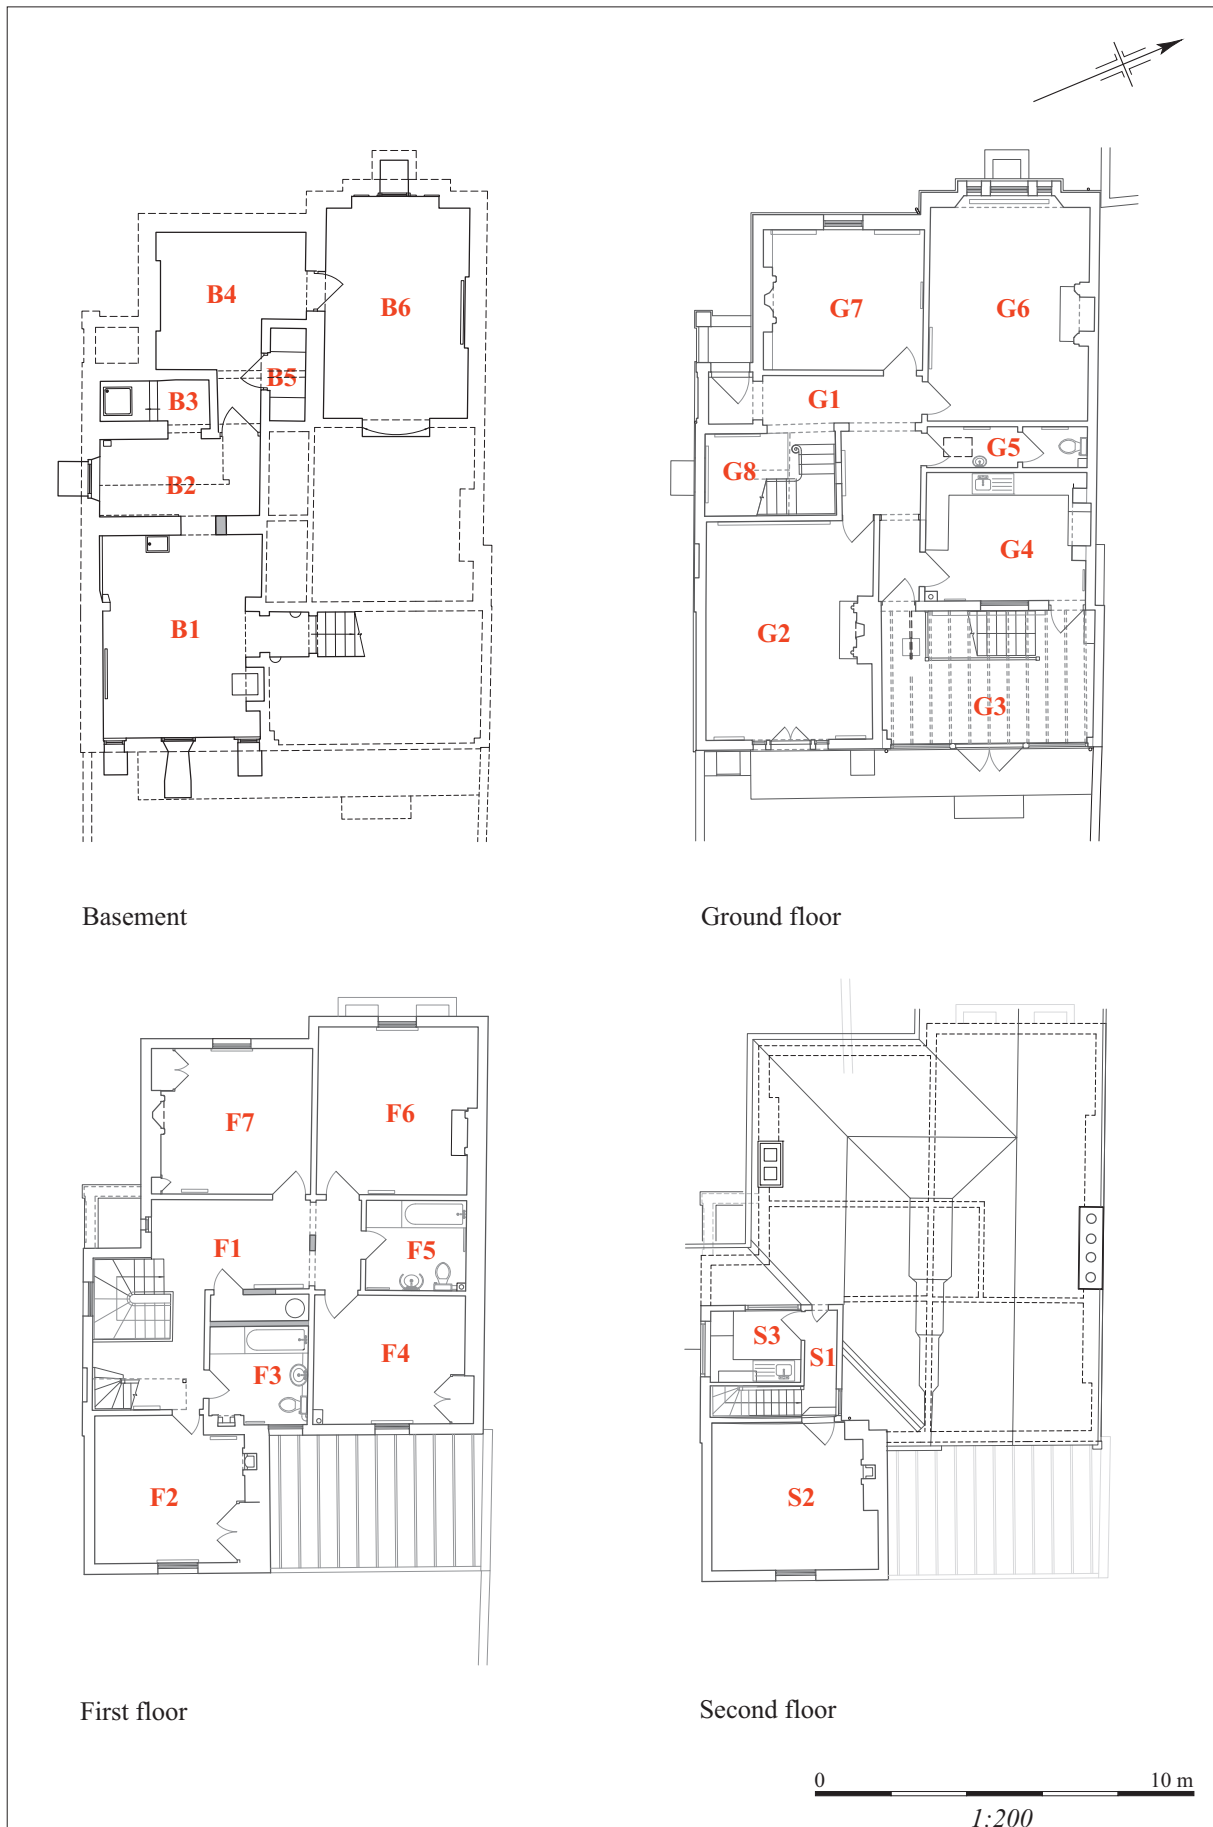 B4
B6
B5
B3
B2
B1
Basement
G7
G6
G1
G5
G8
G4
G2
G3
Ground floor
F7
F6
F1
F5
F3
F4
F2
First floor
S3
S1
S2
Second floor
0 10 m
1:200